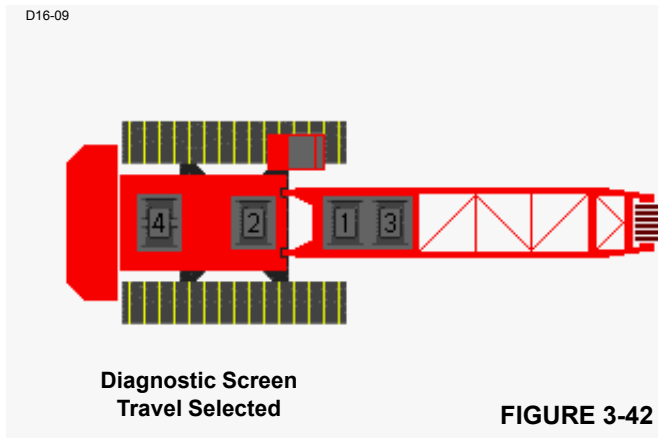 D16-09
4 2 1 3
Diagnostic Screen
Travel Selected
FIGURE 3-42